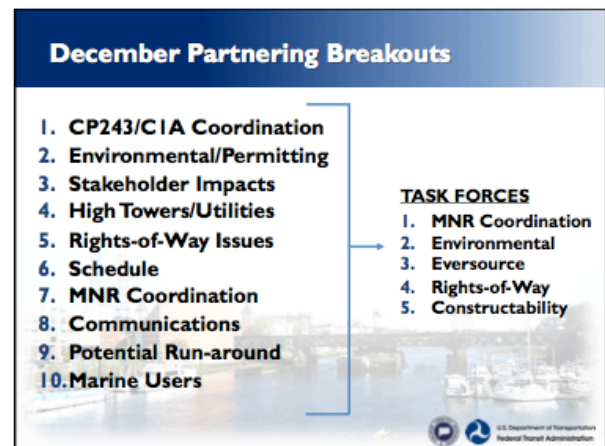 December Partnering Breakouts
1. CP243/C1A Coordination
2. Environmental/Permitting
3. Stakeholder Impacts
4. High Towers/Utilities
5. Rights-of-Way Issues
6. Schedule
7. MNR Coordination
8. Communications
9. Potential Run-around
10. Marine Users
TASK FORCES
1. MNR Coordination
2. Environmental
3. Eversource
4. Rights-of-Way
5. Constructability
U.S. Department of Transportation
Federal Transit Administration